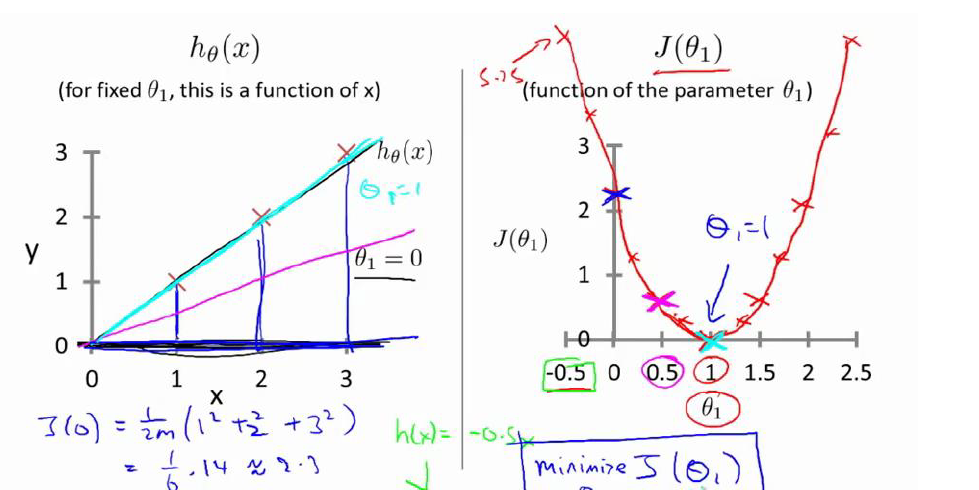 hθ(x)
(for fixed θ₁, this is a function of x)
3
2
1
0
y
hθ(x)
θ₁=1
θ₁ = 0
0 1 2 3
x
J(0) = 1/2m (1² + 2² + 3²)
= 1/6 · 14 ≈ 2.3
h(x) = -0.5x
J(θ₁)
5.25
(function of the parameter θ₁)
3
2
1
0
J(θ₁)
θ₁=1
-0.5 0 0.5 1 1.5 2 2.5
θ₁
minimize J(θ₁)